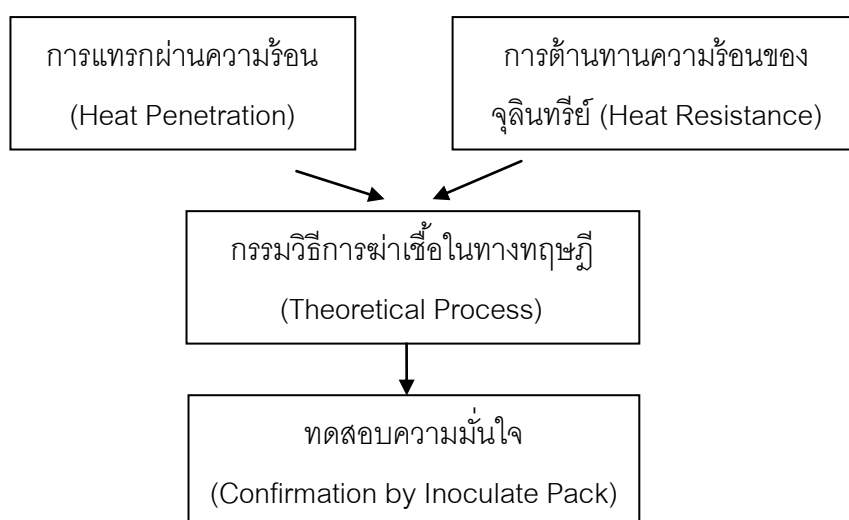 การแทรกผ่านความร้อน
(Heat Penetration)
การต้านทานความร้อนของ
จุลินทรีย์ (Heat Resistance)
กรรมวิธีการฆ่าเชื้อในทางทฤษฎี
(Theoretical Process)
ทดสอบความมั่นใจ
(Confirmation by Inoculate Pack)